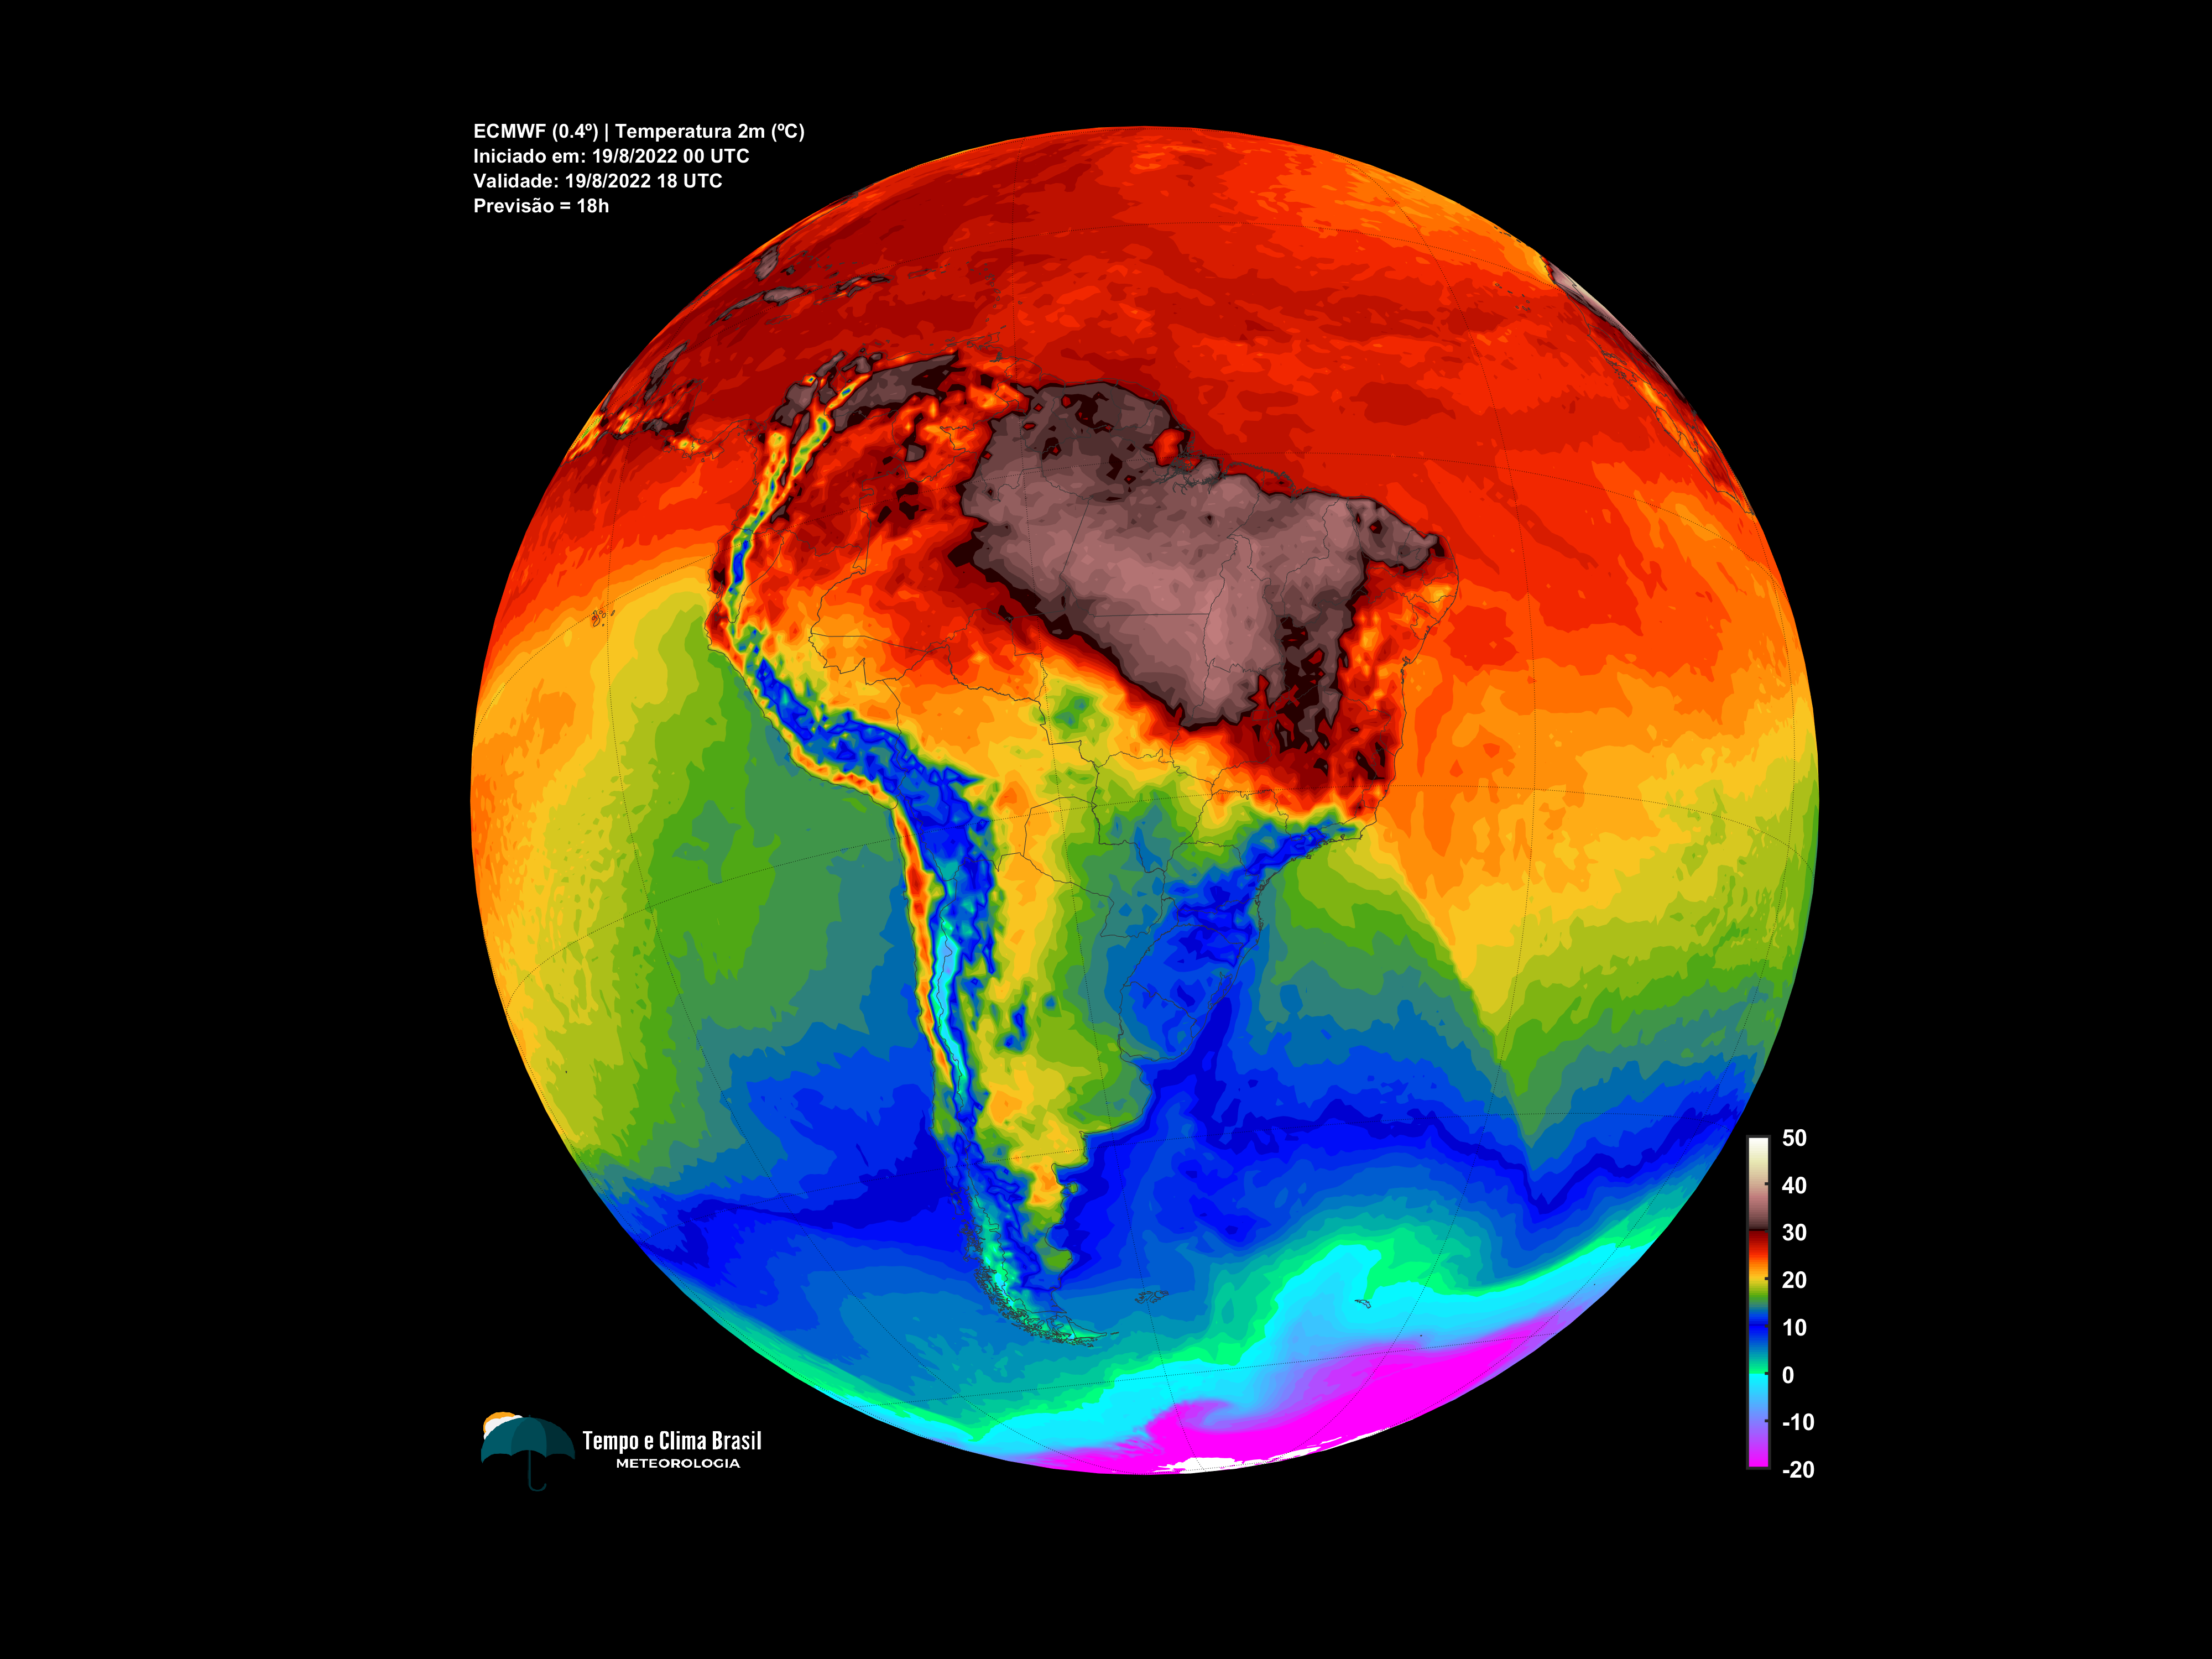 ECMWF (0.4º) | Temperatura 2m (ºC)
Iniciado em: 19/8/2022 00 UTC
Validade: 19/8/2022 18 UTC
Previsão = 18h
50
40
30
20
10
0
-10
-20
Tempo e Clima Brasil
METEOROLOGIA